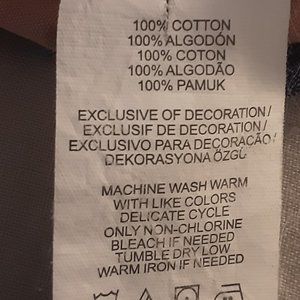 100% COTTON
100% ALGODÓN
100% COTON
100% ALGODÃO
100% PAMUK
EXCLUSIVE OF DECORATION/
EXCLUSIF DE DECORATION/
EXCLUSIVO PARA DECORAÇÃO/
DEKORASYONA ÖZGÜ
MACHINE WASH WARM
WITH LIKE COLORS
DELICATE CYCLE
ONLY NON-CHLORINE
BLEACH IF NEEDED
TUMBLE DRY LOW
WARM IRON IF NEEDED